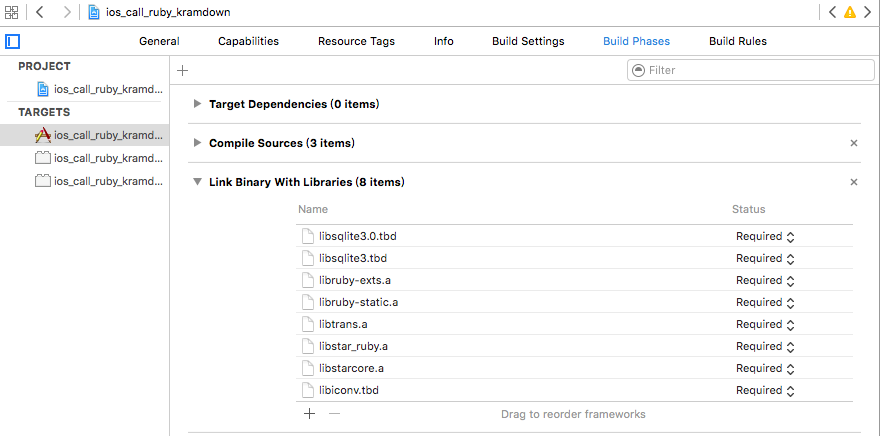 ios_call_ruby_kramdown
General Capabilities Resource Tags Info Build Settings Build Phases Build Rules
PROJECT
ios_call_ruby_kramd...
TARGETS
ios_call_ruby_kramd...
ios_call_ruby_kramd...
ios_call_ruby_kramd...
Filter
Target Dependencies (0 items)
Compile Sources (3 items)
Link Binary With Libraries (8 items)
Name Status
libsqlite3.0.tbd Required
libsqlite3.tbd Required
libruby-exts.a Required
libruby-static.a Required
libtrans.a Required
libstar_ruby.a Required
libstarcore.a Required
libiconv.tbd Required
Drag to reorder frameworks